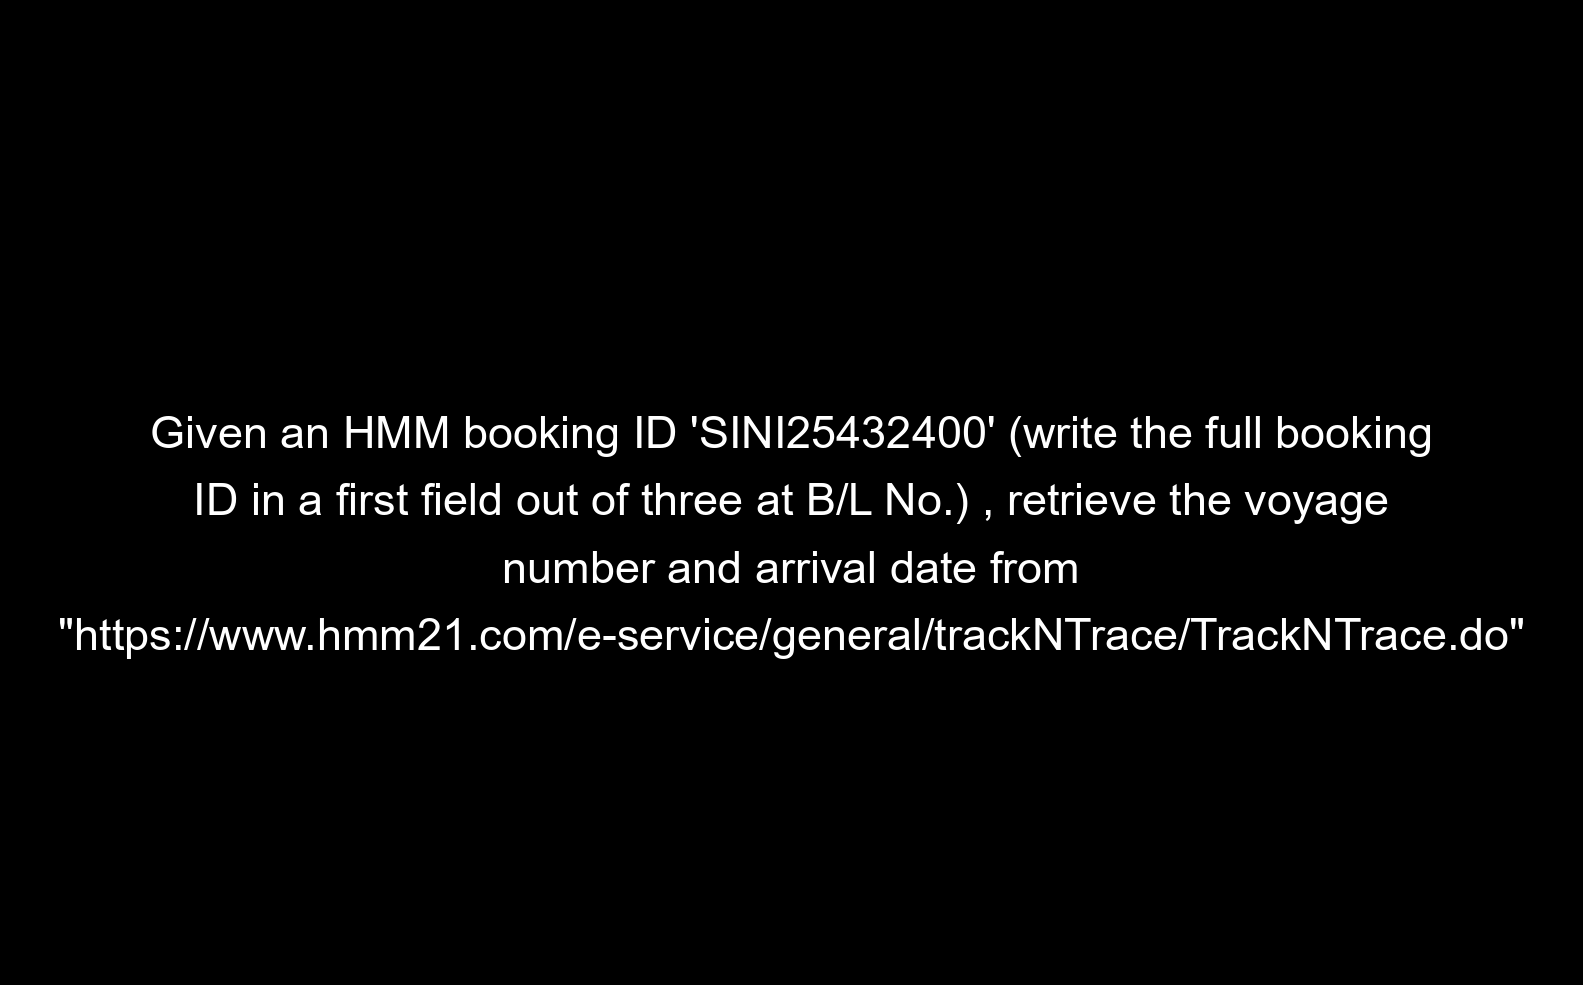 Given an HMM booking ID 'SINI25432400' (write the full booking
ID in a first field out of three at B/L No.) , retrieve the voyage
number and arrival date from
"https://www.hmm21.com/e-service/general/trackNTrace/TrackNTrace.do"